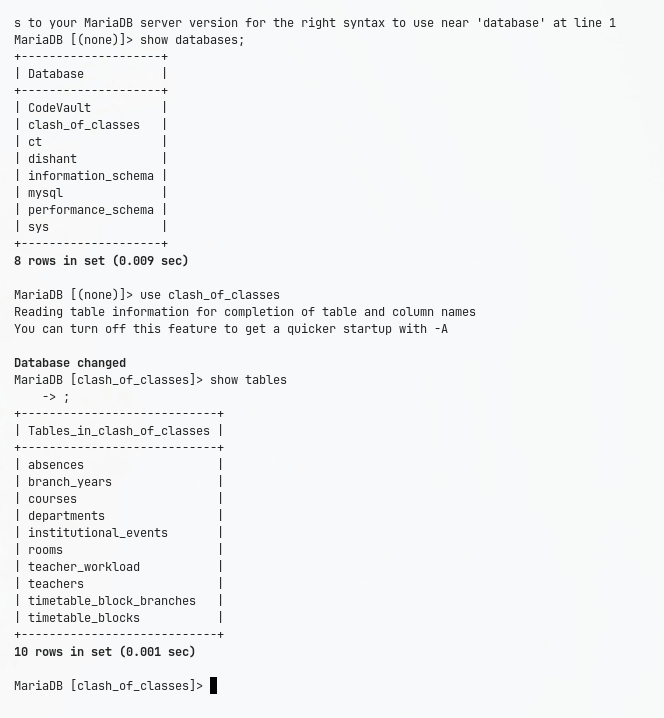 s to your MariaDB server version for the right syntax to use near 'database' at line 1
MariaDB [(none)]> show databases;
+--------------------+
| Database           |
+--------------------+
| CodeVault          |
| clash_of_classes   |
| ct                 |
| dishant            |
| information_schema |
| mysql              |
| performance_schema |
| sys                |
+--------------------+
8 rows in set (0.009 sec)

MariaDB [(none)]> use clash_of_classes
Reading table information for completion of table and column names
You can turn off this feature to get a quicker startup with -A

Database changed
MariaDB [clash_of_classes]> show tables
    -> ;
+----------------------------+
| Tables_in_clash_of_classes |
+----------------------------+
| absences                   |
| branch_years               |
| courses                    |
| departments                |
| institutional_events       |
| rooms                      |
| teacher_workload           |
| teachers                   |
| timetable_block_branches   |
| timetable_blocks           |
+----------------------------+
10 rows in set (0.001 sec)

MariaDB [clash_of_classes]>